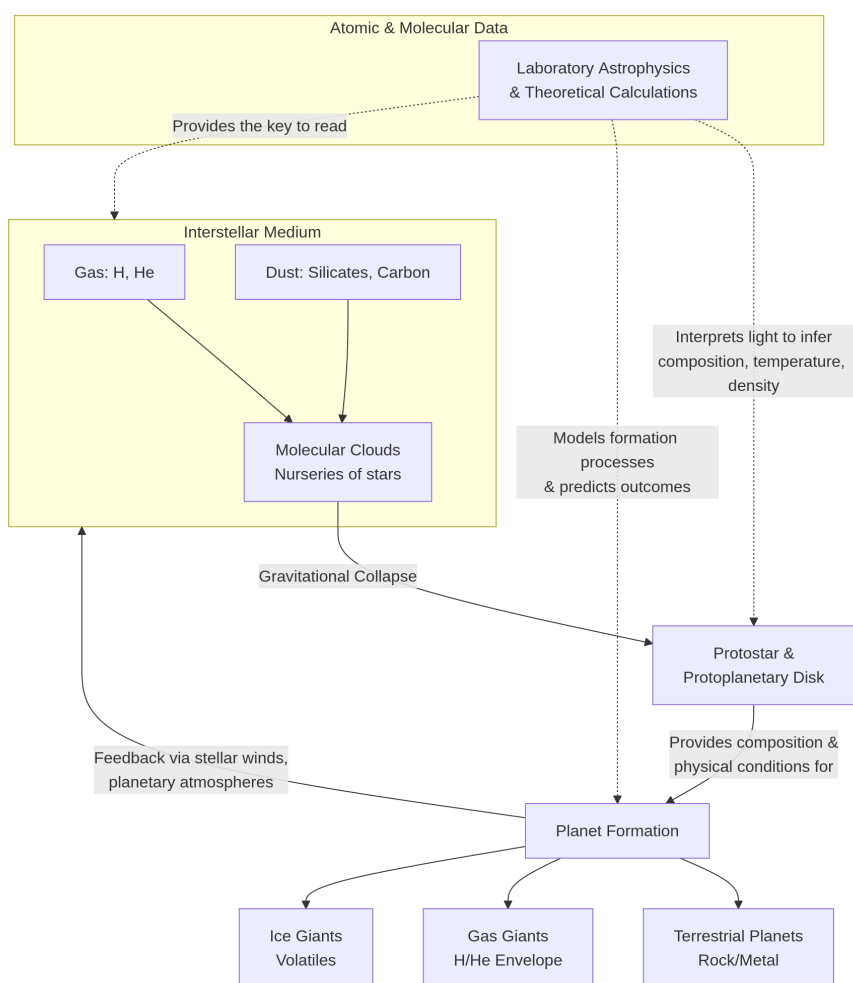 Atomic & Molecular Data
Laboratory Astrophysics
& Theoretical Calculations
Provides the key to read
Interstellar Medium
Gas: H, He
Dust: Silicates, Carbon
Interprets light to infer
composition, temperature,
density
Molecular Clouds
Nurseries of stars
Models formation
processes
& predicts outcomes
Gravitational Collapse
Protostar &
Protoplanetary Disk
Provides composition &
physical conditions for
Feedback via stellar winds,
planetary atmospheres
Planet Formation
Ice Giants
Volatiles
Gas Giants
H/He Envelope
Terrestrial Planets
Rock/Metal